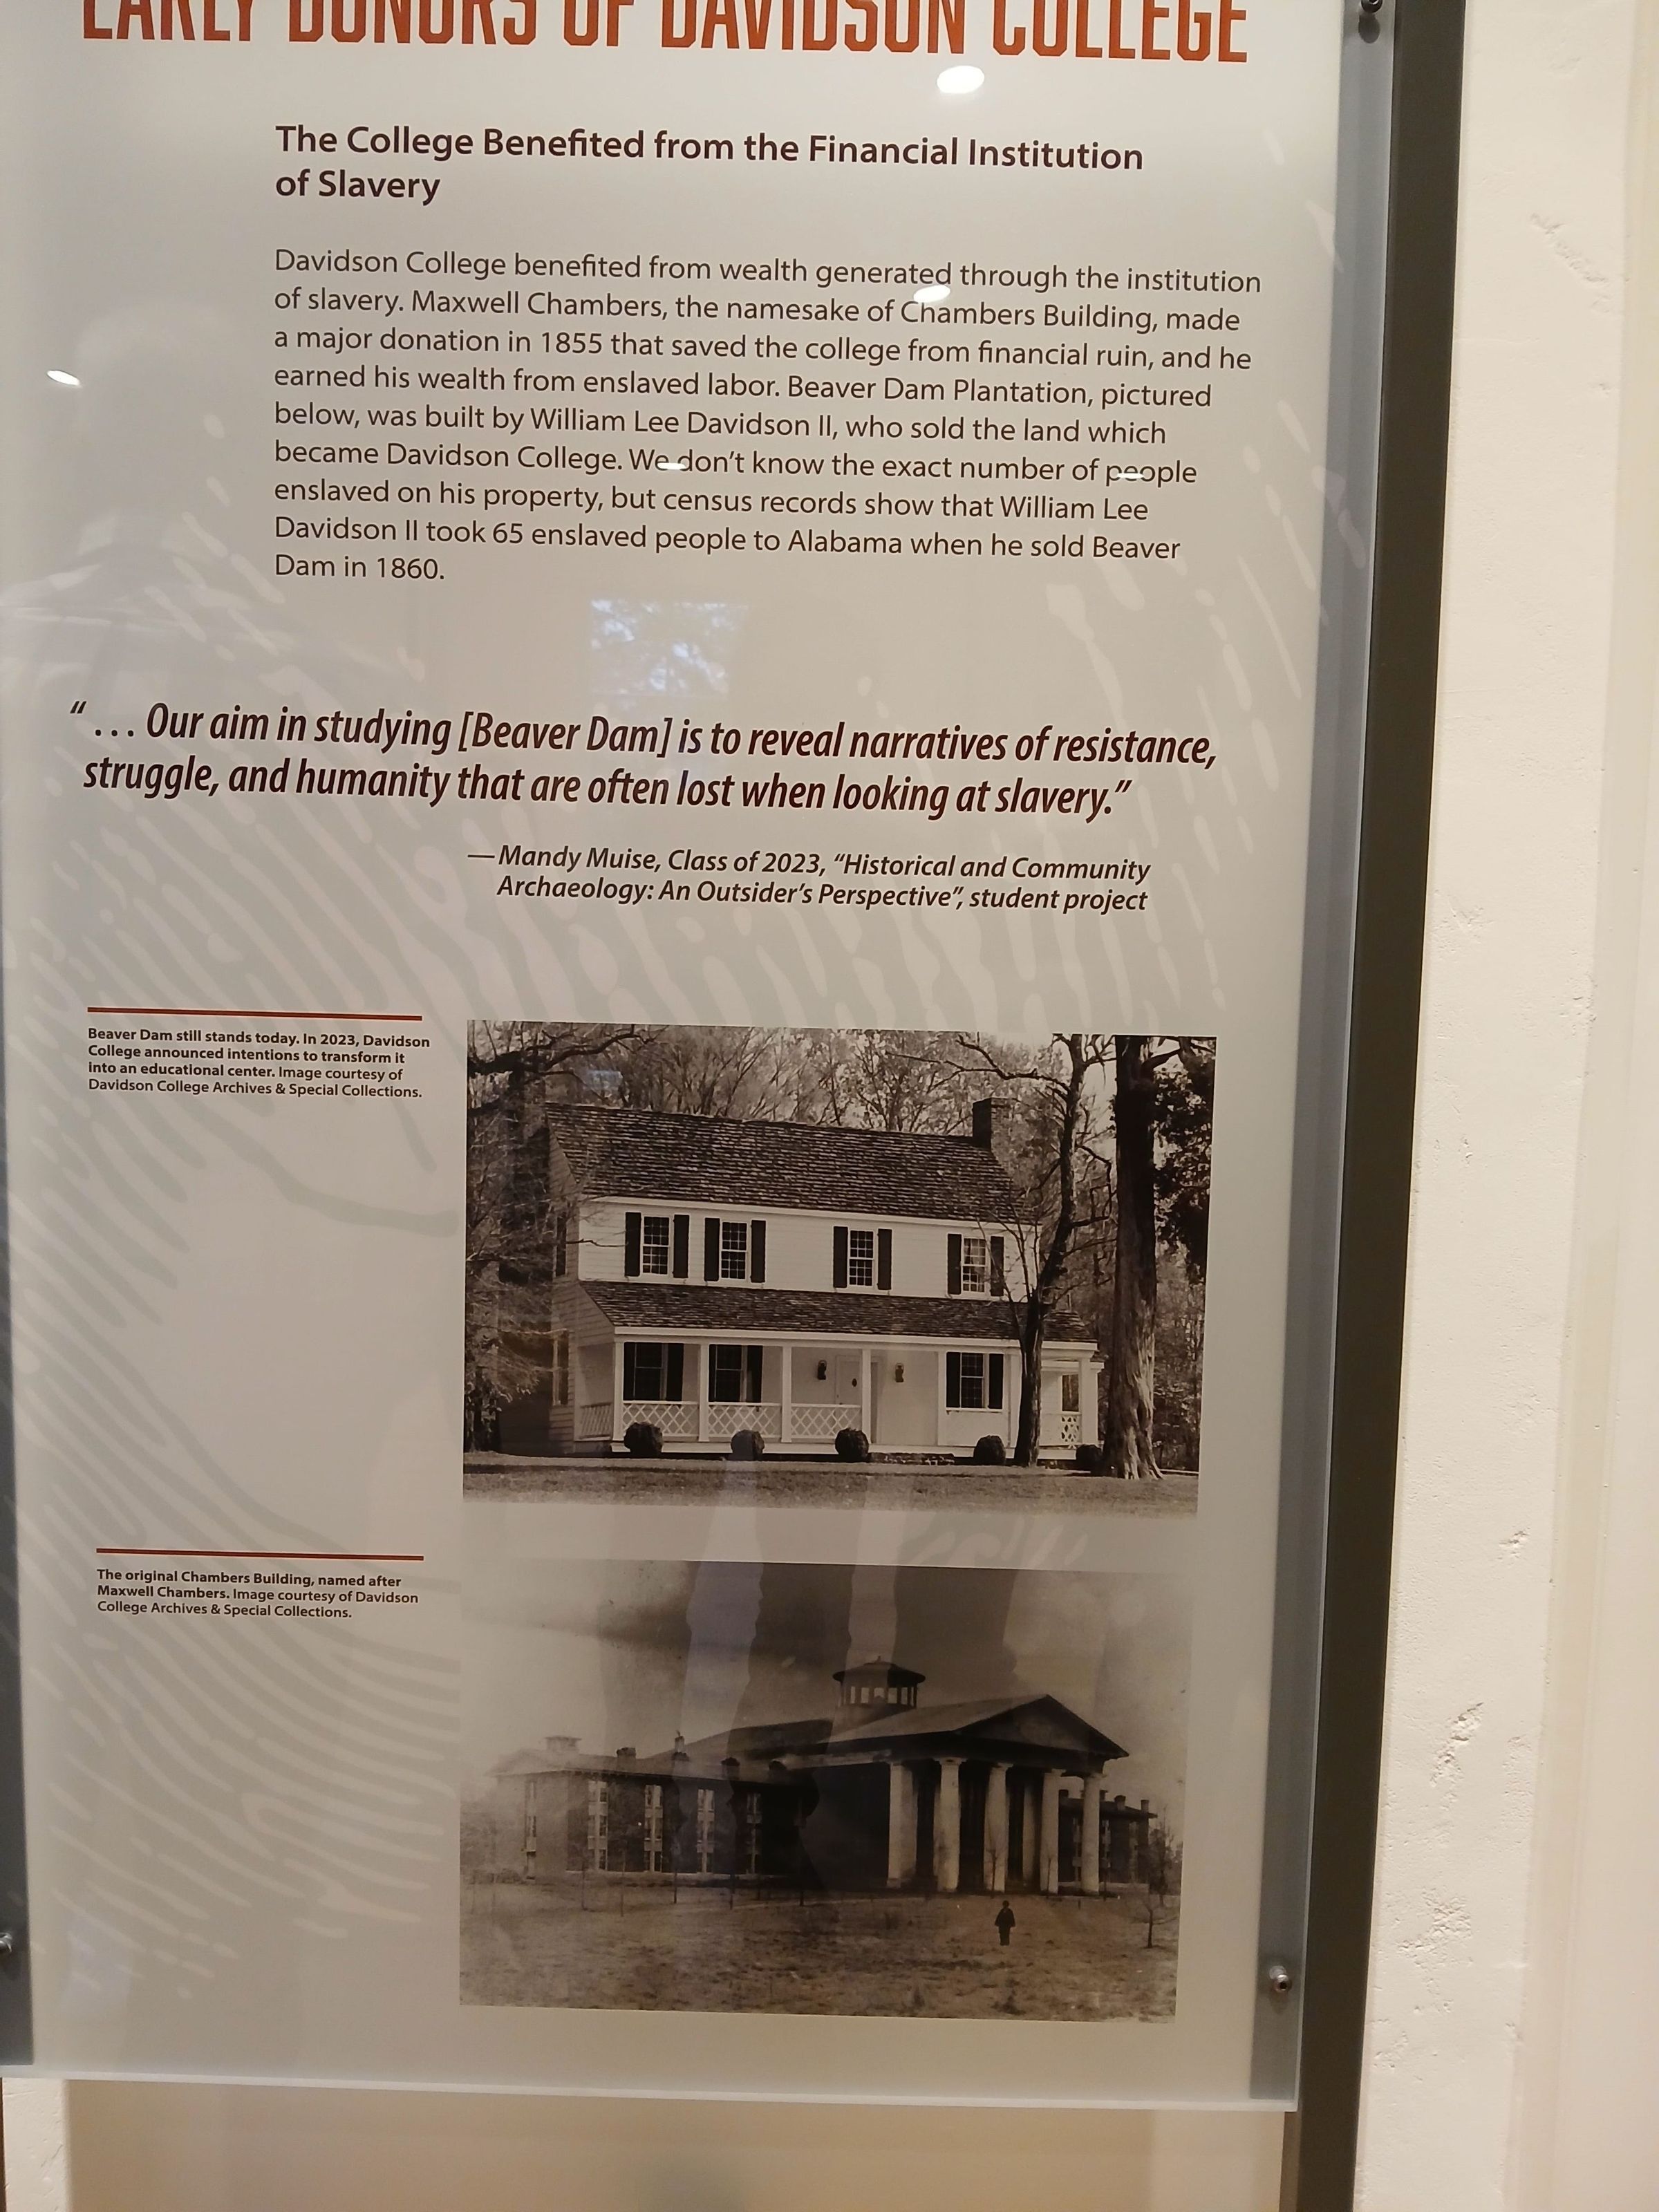 EARLY DONORS OF DAVIDSON COLLEGE
The College Benefited from the Financial Institution
of Slavery
Davidson College benefited from wealth generated through the institution
of slavery. Maxwell Chambers, the namesake of Chambers Building, made
a major donation in 1855 that saved the college from financial ruin, and he
earned his wealth from enslaved labor. Beaver Dam Plantation, pictured
below, was built by William Lee Davidson II, who sold the land which
became Davidson College. We don’t know the exact number of people
enslaved on his property, but census records show that William Lee
Davidson II took 65 enslaved people to Alabama when he sold Beaver
Dam in 1860.
“ … Our aim in studying [Beaver Dam] is to reveal narratives of resistance,
struggle, and humanity that are often lost when looking at slavery.”
— Mandy Muise, Class of 2023, “Historical and Community
Archaeology: An Outsider’s Perspective”, student project
Beaver Dam still stands today. In 2023, Davidson
College announced intentions to transform it
into an educational center. Image courtesy of
Davidson College Archives & Special Collections.
The original Chambers Building, named after
Maxwell Chambers. Image courtesy of Davidson
College Archives & Special Collections.